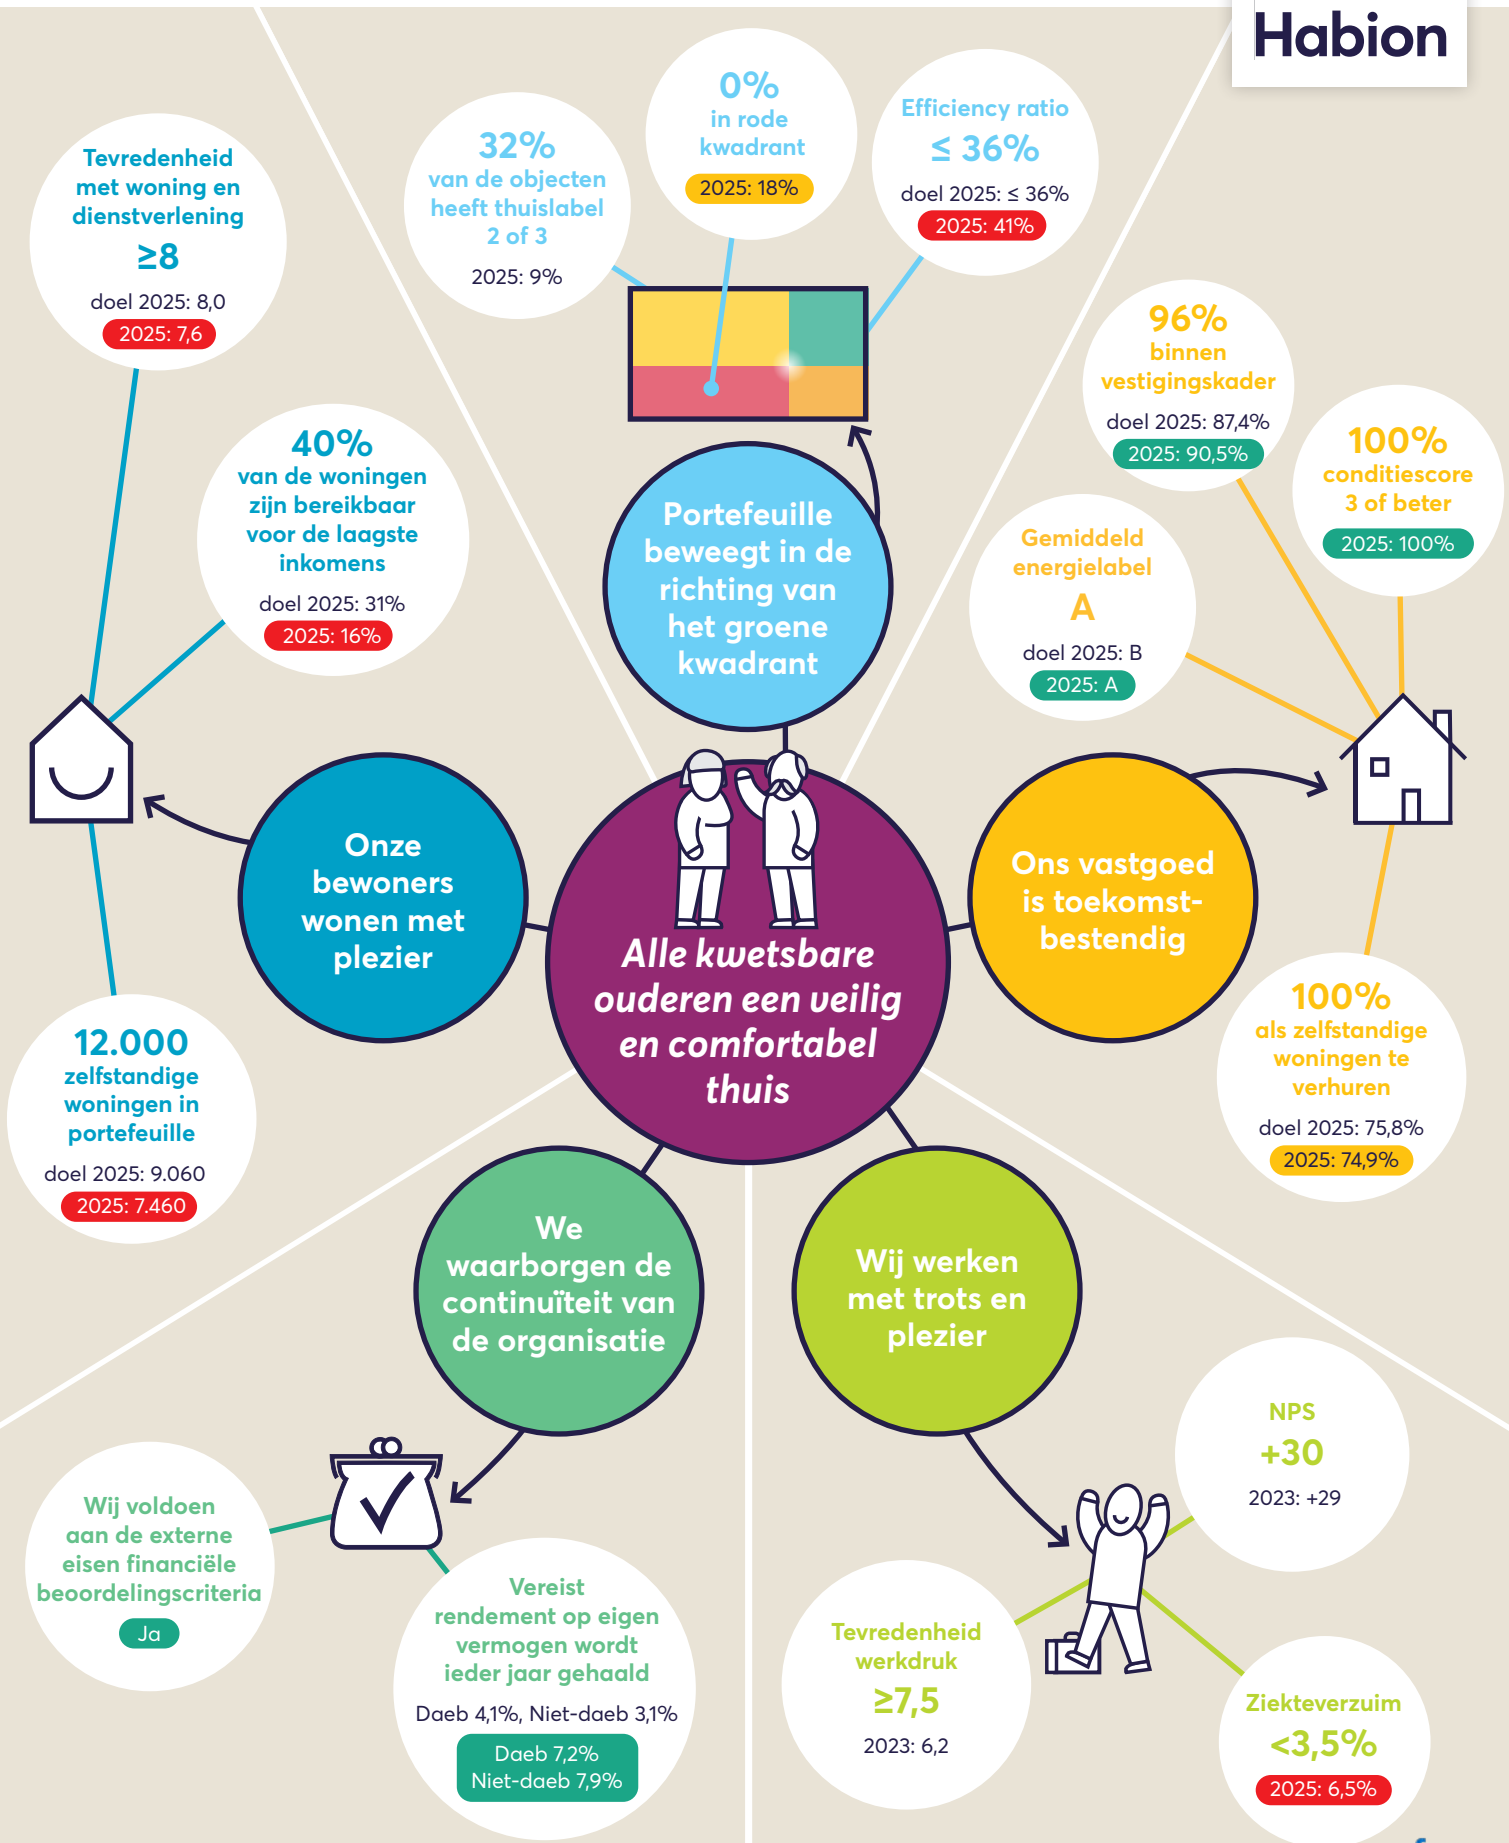 Habion
Tevredenheid
met woning en
dienstverlening
≥8
doel 2025: 8,0
2025: 7,6
40%
van de woningen
zijn bereikbaar
voor de laagste
inkomens
doel 2025: 31%
2025: 16%
12.000
zelfstandige
woningen in
portefeuille
doel 2025: 9.060
2025: 7.460
Onze
bewoners
wonen met
plezier
32%
van de objecten
heeft thuislabel
2 of 3
2025: 9%
0%
in rode
kwadrant
2025: 18%
Efficiency ratio
≤ 36%
doel 2025: ≤ 36%
2025: 41%
Portefeuille
beweegt in de
richting van
het groene
kwadrant
96%
binnen
vestigingskader
doel 2025: 87,4%
2025: 90,5%
100%
conditiescore
3 of beter
2025: 100%
Gemiddeld
energielabel
A
doel 2025: B
2025: A
Ons vastgoed
is toekomst-
bestendig
100%
als zelfstandige
woningen te
verhuren
doel 2025: 75,8%
2025: 74,9%
Alle kwetsbare
ouderen een veilig
en comfortabel
thuis
We
waarborgen de
continuïteit van
de organisatie
Wij voldoen
aan de externe
eisen financiële
beoordelingscriteria
Ja
Vereist
rendement op eigen
vermogen wordt
ieder jaar gehaald
Daeb 4,1%, Niet-daeb 3,1%
Daeb 7,2%
Niet-daeb 7,9%
Wij werken
met trots en
plezier
NPS
+30
2023: +29
Tevredenheid
werkdruk
≥7,5
2023: 6,2
Ziekteverzuim
<3,5%
2025: 6,5%